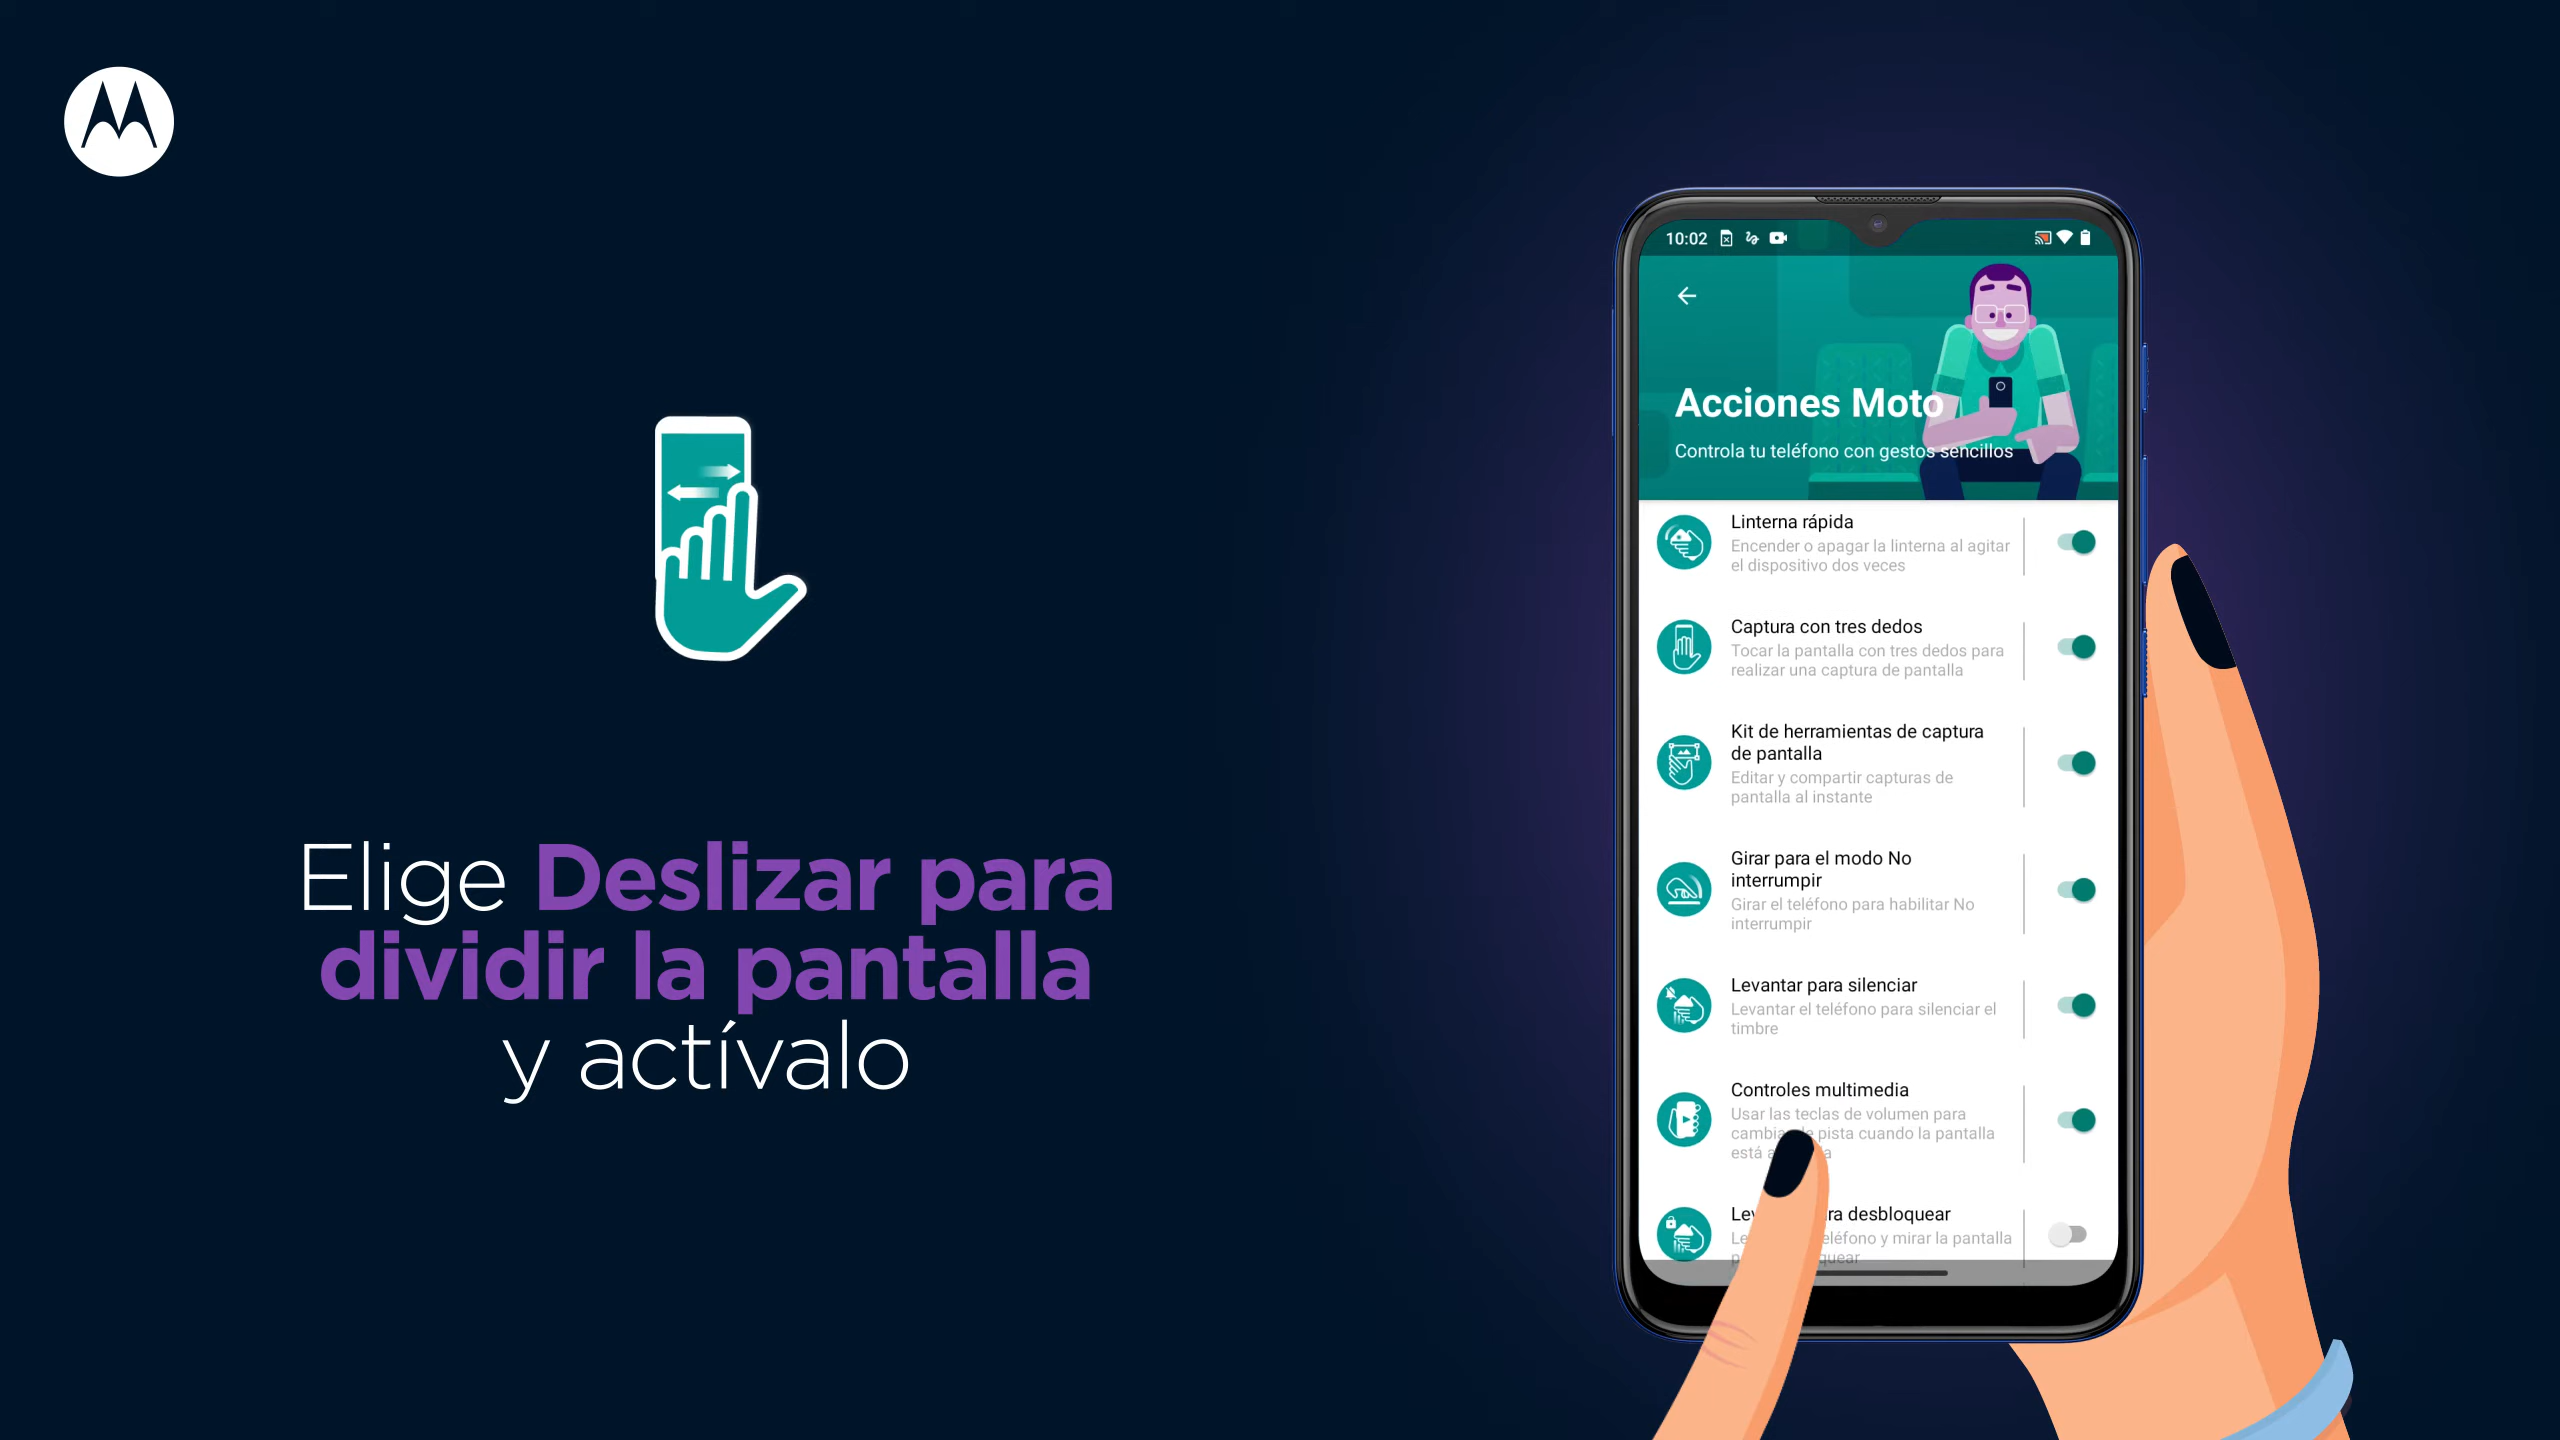 Elige Deslizar para
dividir la pantalla
y actívalo
10:02
Acciones Moto
Controla tu teléfono con gestos sencillos
Linterna rápida
Encender o apagar la linterna al agitar
el dispositivo dos veces
Captura con tres dedos
Tocar la pantalla con tres dedos para
realizar una captura de pantalla
Kit de herramientas de captura
de pantalla
Editar y compartir capturas de
pantalla al instante
Girar para el modo No
interrumpir
Girar el teléfono para habilitar No
interrumpir
Levantar para silenciar
Levantar el teléfono para silenciar el
timbre
Controles multimedia
Usar las teclas de volumen para
pista cuando la pantalla
está
desbloquear
y mirar la pantalla